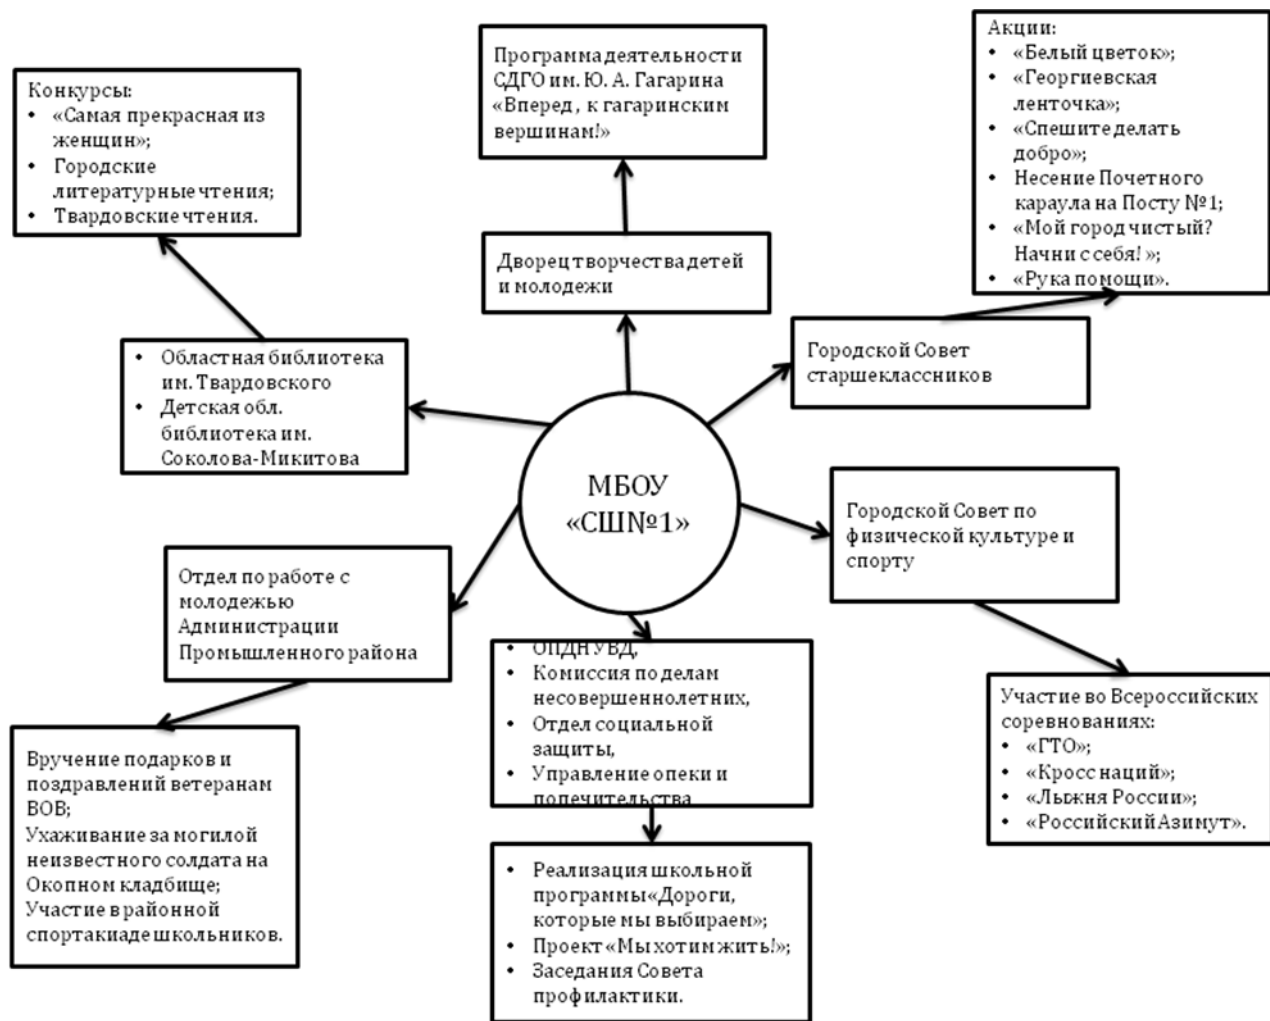 Конкурсы:
• «Самая прекрасная из
женщин»;
• Городские
литературные чтения;
• Твардовские чтения.
Программа деятельности
СДГО им. Ю. А. Гагарина
«Вперед , к гагаринским
вершинам!»
Акции:
• «Белый цветок»;
• «Георгиевская
ленточка»;
• «Спешите делать
добро»;
• Несение Почетного
караула на Посту №1;
• «Мой город чистый?
Начни с себя! »;
• «Рука помощи».
Дворец творчества детей
и молодежи
• Областная библиотека
им. Твардовского
• Детская обл.
библиотека им.
Соколова-Микитова
Городской Совет
старшеклассников
МБОУ
«СШ№1»
Городской Совет по
физической культуре и
спорту
Отдел по работе с
молодежью
Администрации
Промышленного района
• ОПДН УВД,
• Комиссия по делам
несовершеннолетних,
• Отдел социальной
защиты,
• Управление опеки и
попечительства
Участие во Всероссийских
соревнованиях:
• «ГТО»;
• «Кросс наций»;
• «Лыжня России»;
• «Российский Азимут».
Вручение подарков и
поздравлений ветеранам
ВОВ;
Ухаживание за могилой
неизвестного солдата на
Окопном кладбище;
Участие в районной
спортакиаде школьников.
• Реализация школьной
программы «Дороги,
которые мы выбираем»;
• Проект «Мы хотим жить!»;
• Заседания Совета
профилактики.